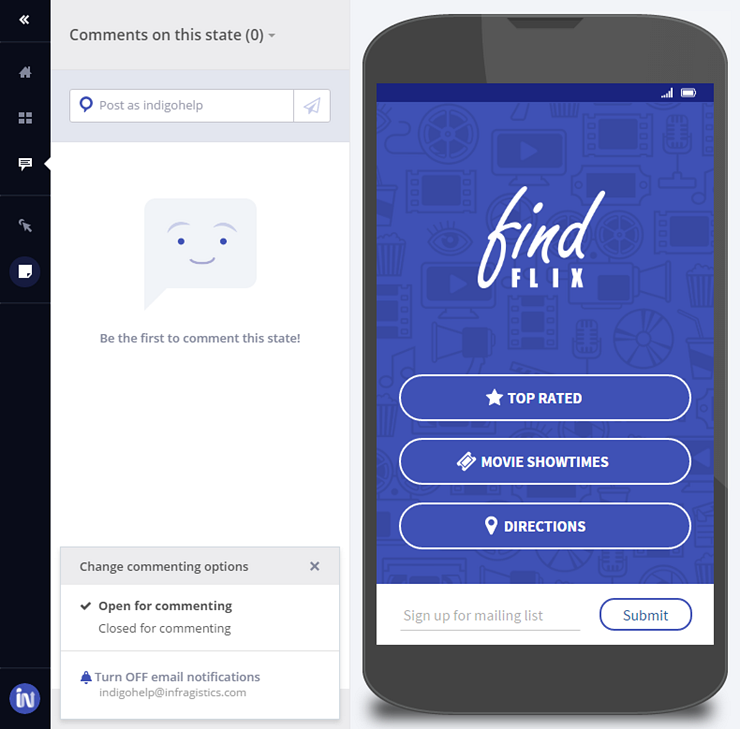 Comments on this state (0)
Post as indigohelp
Be the first to comment this state!
Change commenting options
Open for commenting
Closed for commenting
Turn OFF email notifications
indigohelp@infragistics.com
iN
find
FLIX
TOP RATED
MOVIE SHOWTIMES
DIRECTIONS
Sign up for mailing list
Submit